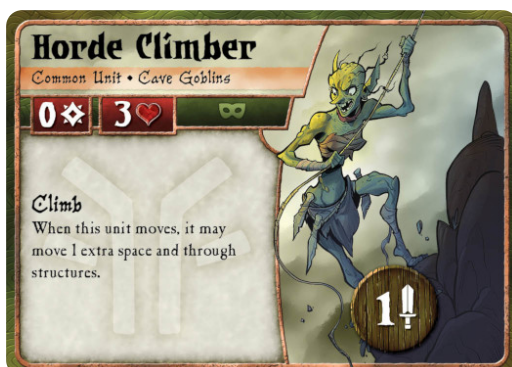 Horde Climber
Common Unit • Cave Goblins
0 3
Climb
When this unit moves, it may
move 1 extra space and through
structures.
1